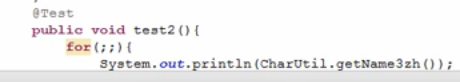 @Test
public void test2(){
for(;;){
System.out.println(CharUtil.getName3zh());